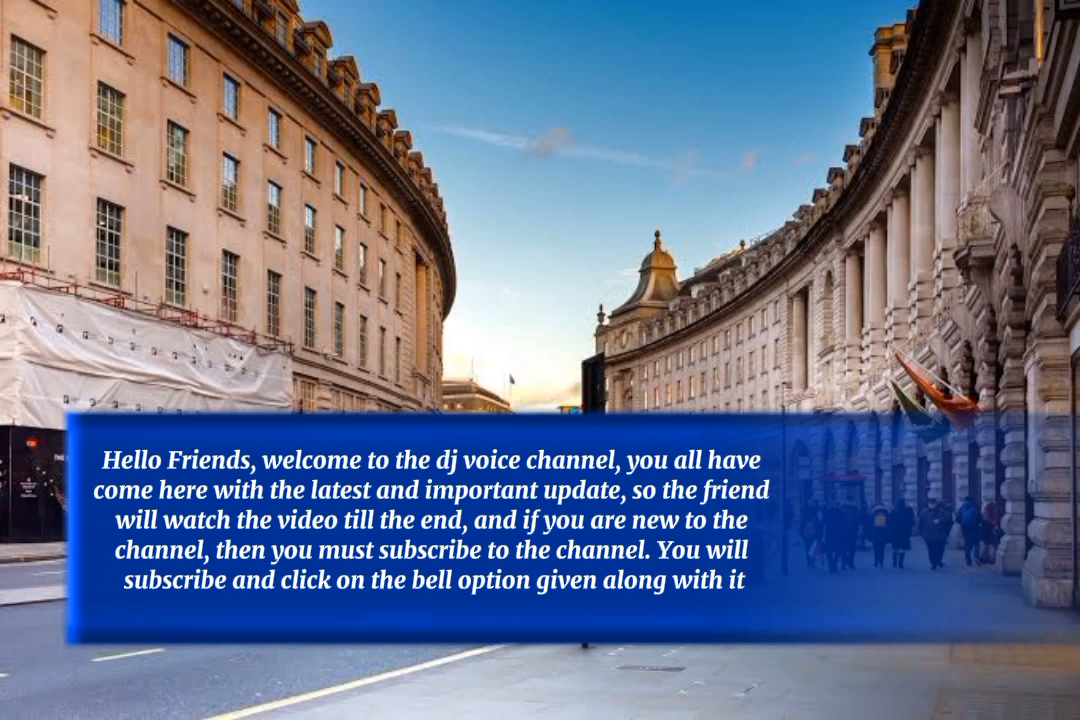 Hello Friends, welcome to the dj voice channel, you all have
come here with the latest and important update, so the friend
will watch the video till the end, and if you are new to the
channel, then you must subscribe to the channel. You will
subscribe and click on the bell option given along with it